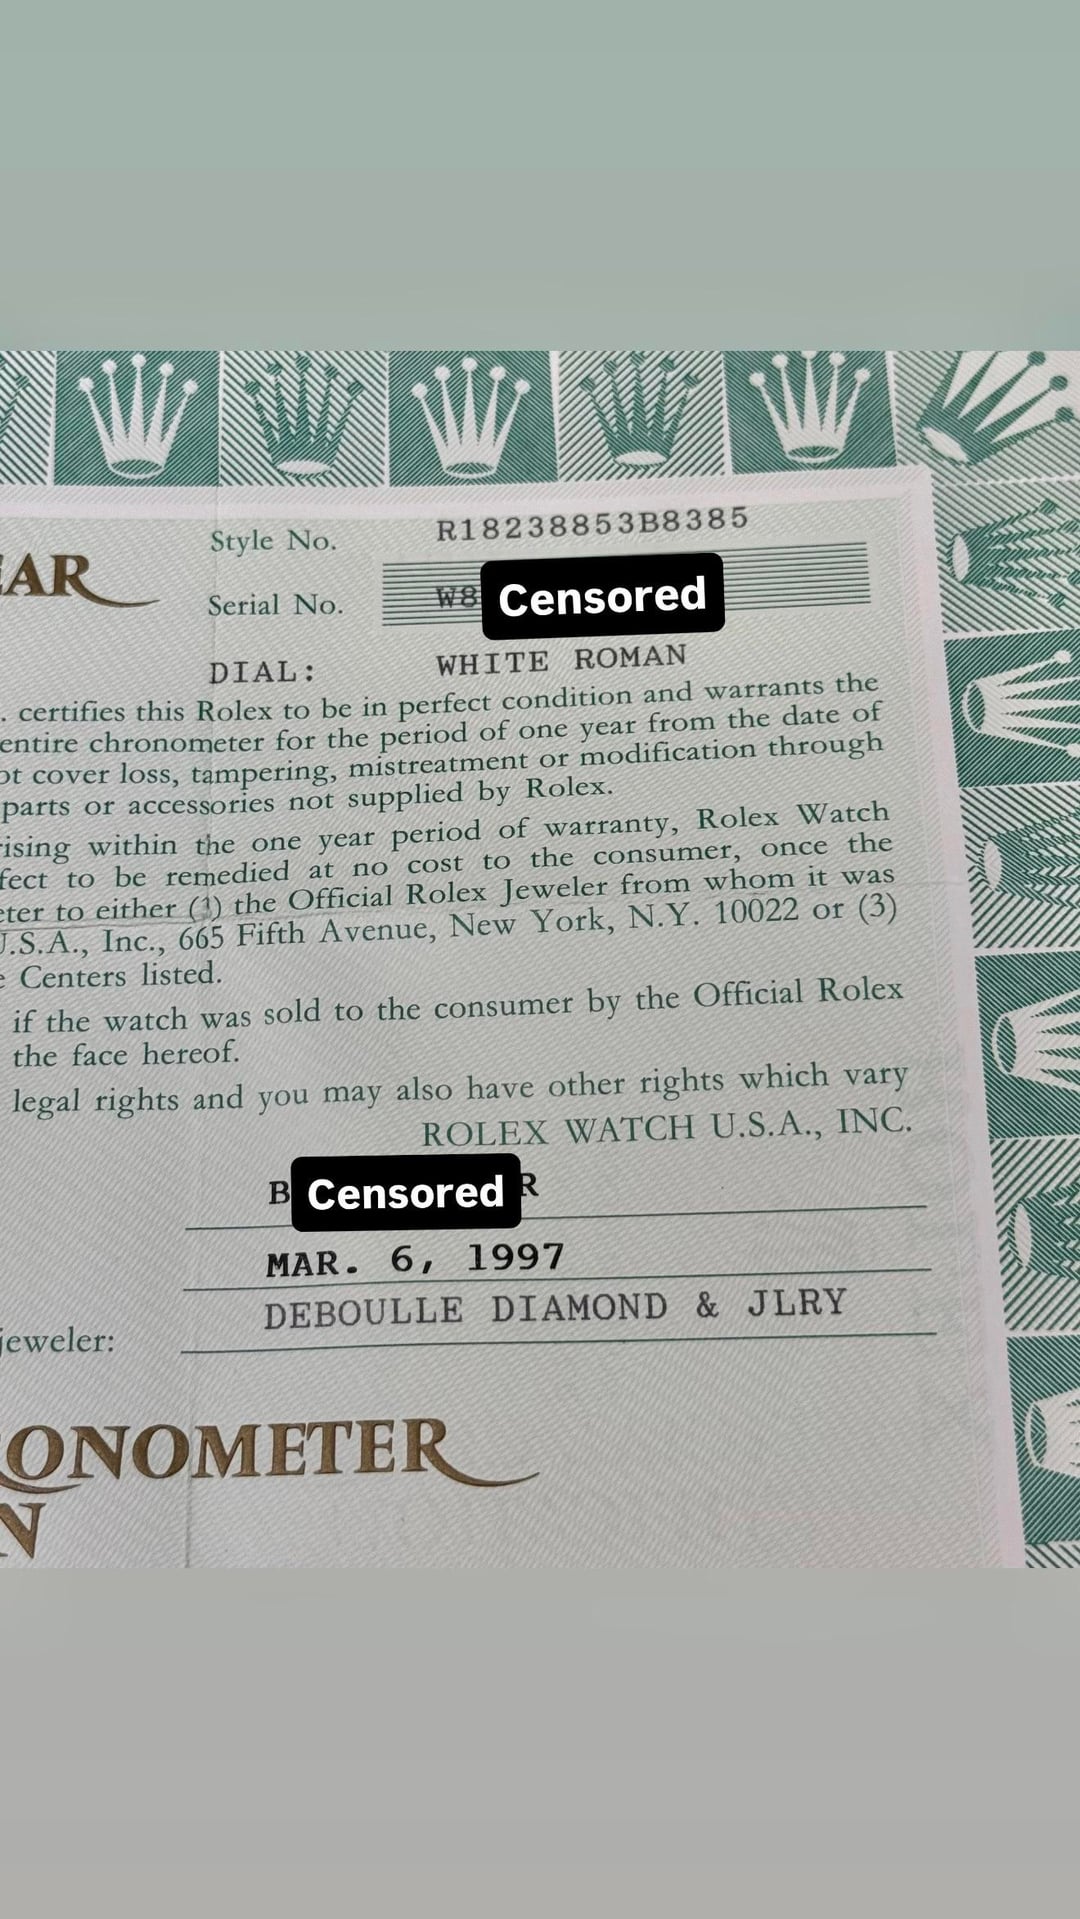 EAR
Style No. R18238853B8385
Serial No. W8 Censored
DIAL: WHITE ROMAN
. certifies this Rolex to be in perfect condition and warrants the
entire chronometer for the period of one year from the date of
ot cover loss, tampering, mistreatment or modification through
parts or accessories not supplied by Rolex.
rising within the one year period of warranty, Rolex Watch
fect to be remedied at no cost to the consumer, once the
eter to either (1) the Official Rolex Jeweler from whom it was
U.S.A., Inc., 665 Fifth Avenue, New York, N.Y. 10022 or (3)
e Centers listed.
if the watch was sold to the consumer by the Official Rolex
the face hereof.
legal rights and you may also have other rights which vary
ROLEX WATCH U.S.A., INC.
B Censored R
MAR. 6, 1997
DEBOULLE DIAMOND & JLRY
jeweler:
ONOMETER
N